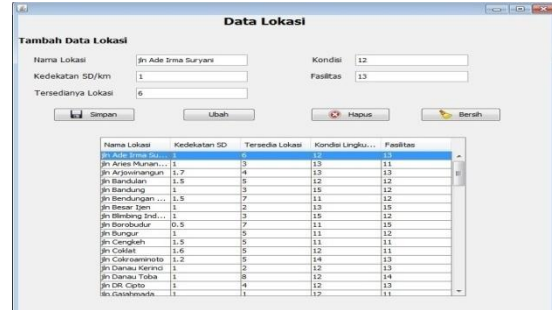 Data Lokasi
Tambah Data Lokasi
Nama Lokasi jln Ade Irma Suryani Kondisi 12
Kedekatan SD/km 1 Fasilitas 13
Tersedianya Lokasi 6
Simpan Ubah Hapus Bersih
Nama Lokasi Kedekatan SD Tersedia Lokasi Kondisi Lingku... Fasilitas
jln Ade Irma Su... 1 6 12 13
jln Aries Munan... 1 3 13 11
jln Arjowinangun 1.7 4 13 13
jln Bandulan 1.5 5 12 12
jln Bandung 1 3 15 12
jln Bendungan ... 1.5 7 11 12
jln Besar Ijen 1 2 13 15
jln Blimbing Ind... 1 3 15 12
jln Borobudur 0.5 7 11 15
jln Bungur 1 5 11 12
jln Cengkeh 1.5 5 11 11
jln Coklat 1.6 5 12 11
jln Cokroaminoto 1.2 5 14 13
jln Danau Kerinci 1 2 12 13
jln Danau Toba 1 8 12 14
jln DR Cipto 1 4 12 13
jln Gajahmada 1 1 12 11